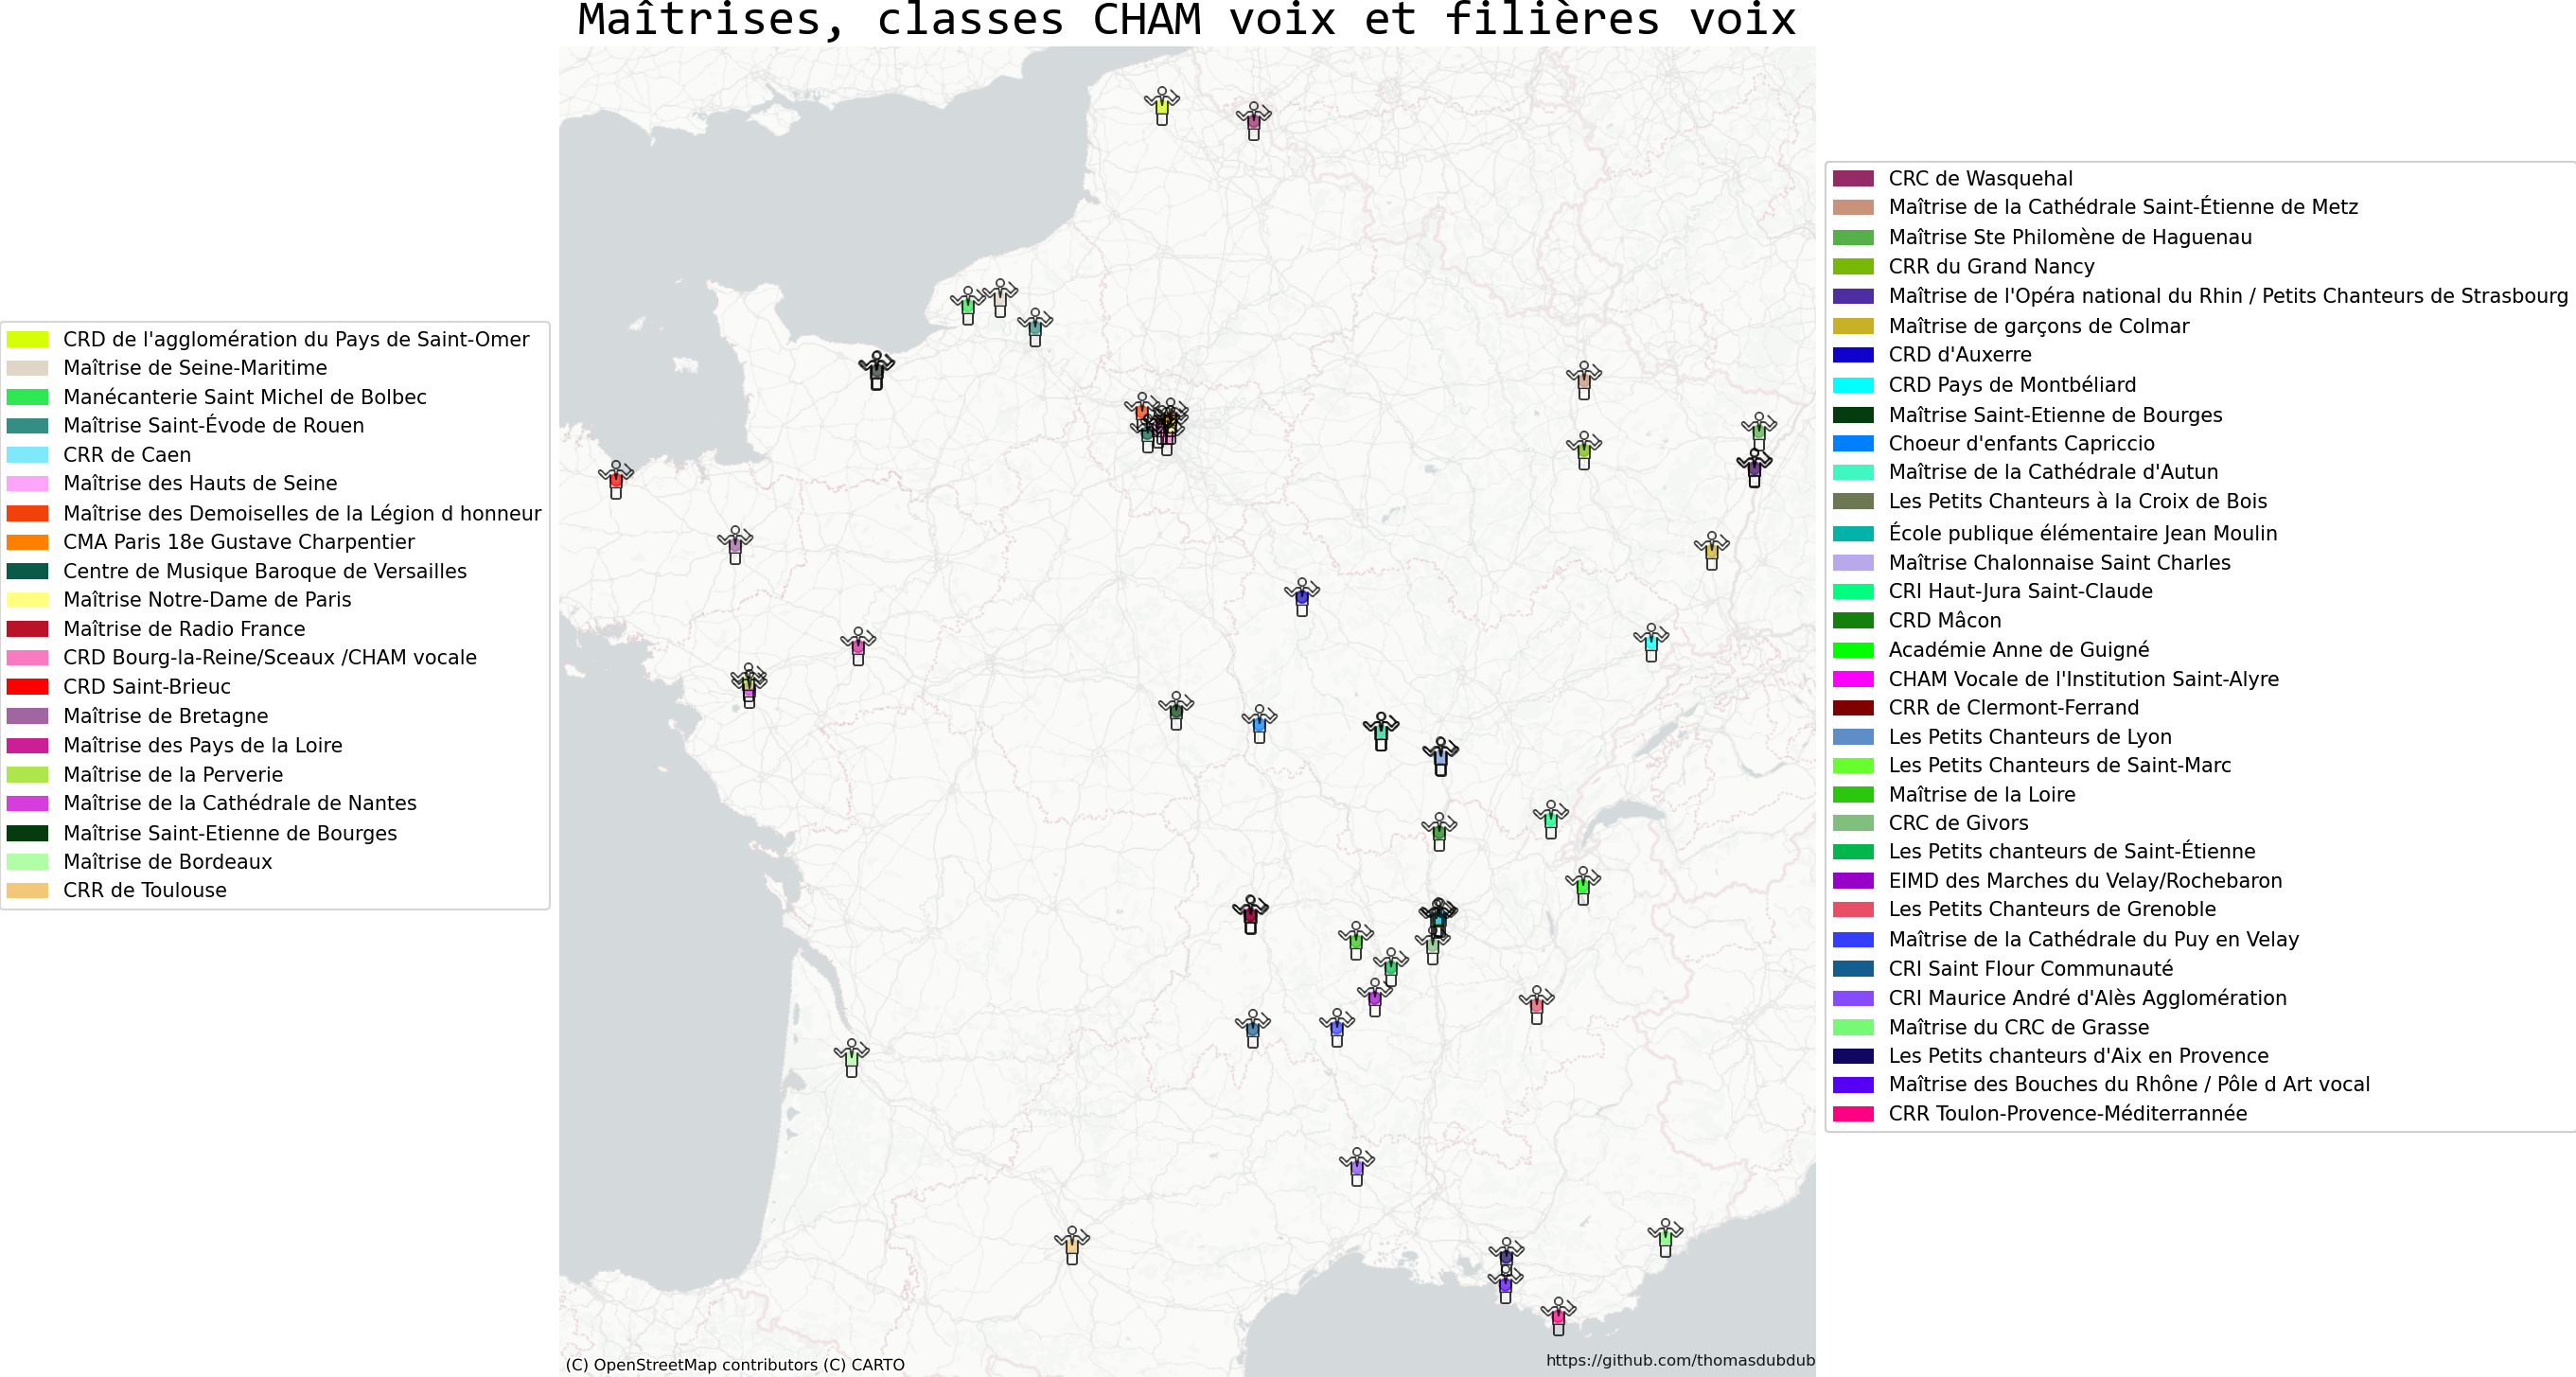 Maîtrises, classes CHAM voix et filières voix
CRD de l'agglomération du Pays de Saint-Omer
Maîtrise de Seine-Maritime
Manécanterie Saint Michel de Bolbec
Maîtrise Saint-Évode de Rouen
CRR de Caen
Maîtrise des Hauts de Seine
Maîtrise des Demoiselles de la Légion d honneur
CMA Paris 18e Gustave Charpentier
Centre de Musique Baroque de Versailles
Maîtrise Notre-Dame de Paris
Maîtrise de Radio France
CRD Bourg-la-Reine/Sceaux /CHAM vocale
CRD Saint-Brieuc
Maîtrise de Bretagne
Maîtrise des Pays de la Loire
Maîtrise de la Perverie
Maîtrise de la Cathédrale de Nantes
Maîtrise Saint-Etienne de Bourges
Maîtrise de Bordeaux
CRR de Toulouse
CRC de Wasquehal
Maîtrise de la Cathédrale Saint-Étienne de Metz
Maîtrise Ste Philomène de Haguenau
CRR du Grand Nancy
Maîtrise de l'Opéra national du Rhin / Petits Chanteurs de Strasbourg
Maîtrise de garçons de Colmar
CRD d'Auxerre
CRD Pays de Montbéliard
Maîtrise Saint-Etienne de Bourges
Choeur d'enfants Capriccio
Maîtrise de la Cathédrale d'Autun
Les Petits Chanteurs à la Croix de Bois
École publique élémentaire Jean Moulin
Maîtrise Chalonnaise Saint Charles
CRI Haut-Jura Saint-Claude
CRD Mâcon
Académie Anne de Guigné
CHAM Vocale de l'Institution Saint-Alyre
CRR de Clermont-Ferrand
Les Petits Chanteurs de Lyon
Les Petits Chanteurs de Saint-Marc
Maîtrise de la Loire
CRC de Givors
Les Petits chanteurs de Saint-Étienne
EIMD des Marches du Velay/Rochebaron
Les Petits Chanteurs de Grenoble
Maîtrise de la Cathédrale du Puy en Velay
CRI Saint Flour Communauté
CRI Maurice André d'Alès Agglomération
Maîtrise du CRC de Grasse
Les Petits chanteurs d'Aix en Provence
Maîtrise des Bouches du Rhône / Pôle d Art vocal
CRR Toulon-Provence-Méditerrannée
(C) OpenStreetMap contributors (C) CARTO
https://github.com/thomasdubdub